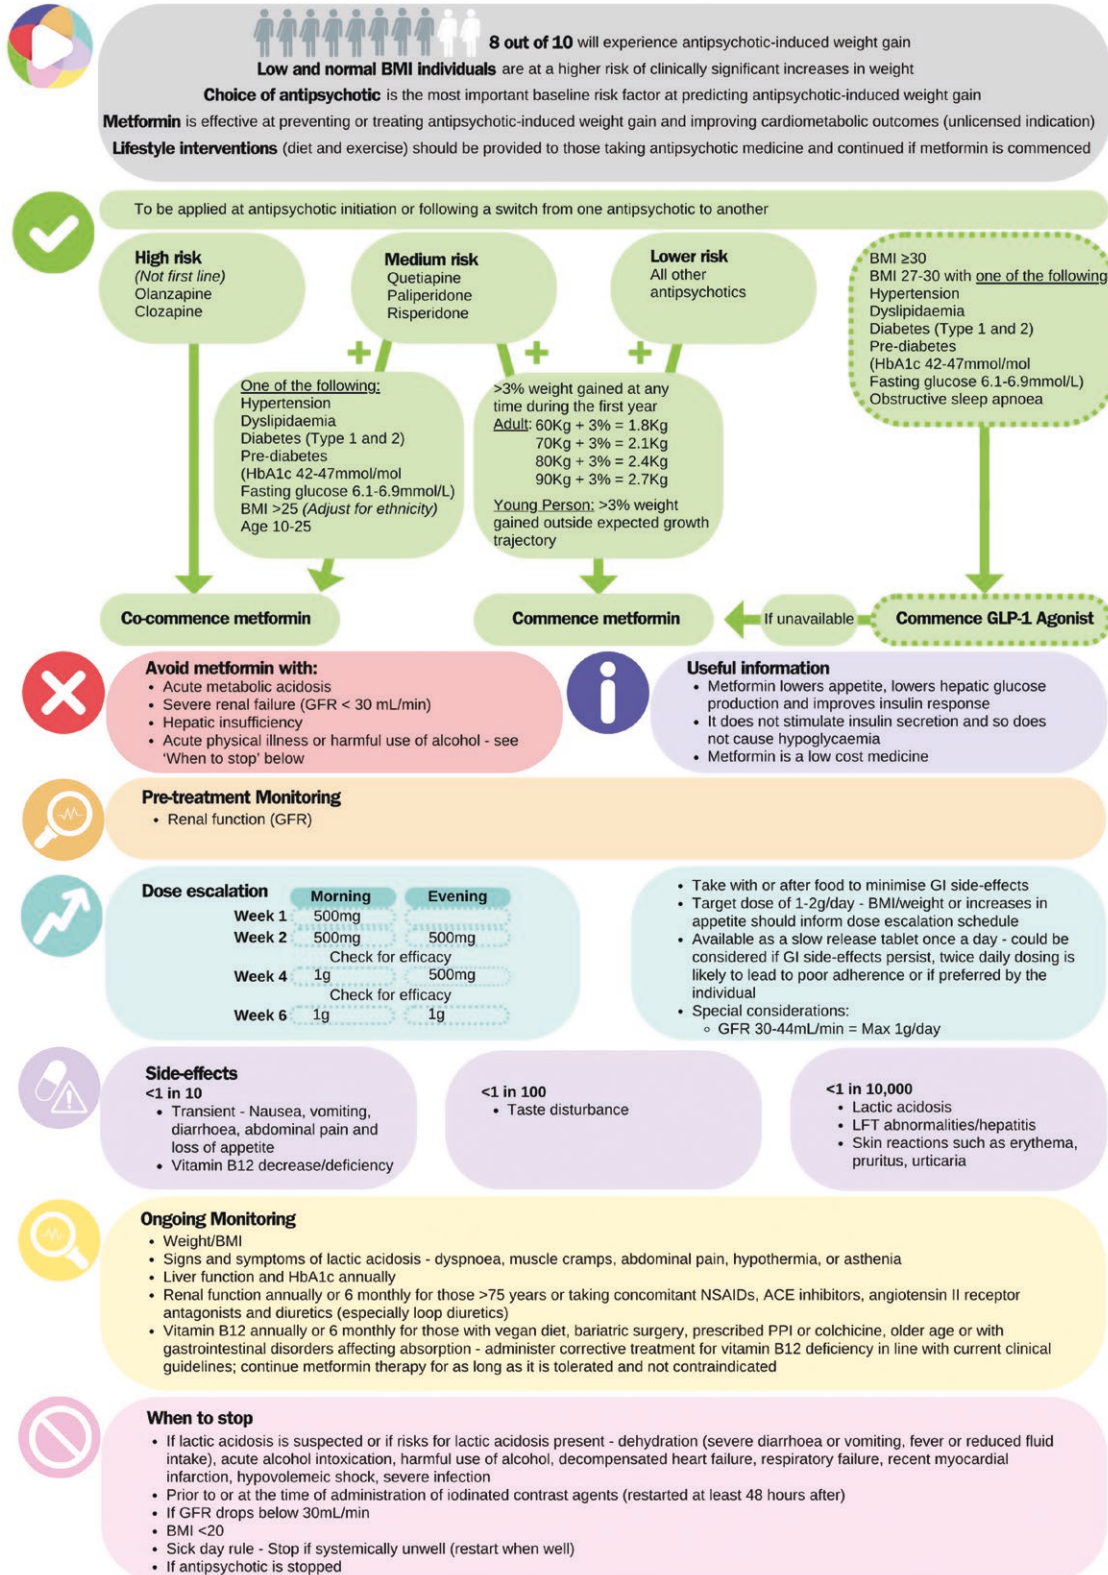 8 out of 10 will experience antipsychotic-induced weight gain
Low and normal BMI individuals are at a higher risk of clinically significant increases in weight
Choice of antipsychotic is the most important baseline risk factor at predicting antipsychotic-induced weight gain
Metformin is effective at preventing or treating antipsychotic-induced weight gain and improving cardiometabolic outcomes (unlicensed indication)
Lifestyle interventions (diet and exercise) should be provided to those taking antipsychotic medicine and continued if metformin is commenced
To be applied at antipsychotic initiation or following a switch from one antipsychotic to another
High risk
(Not first line)
Olanzapine
Clozapine
Medium risk
Quetiapine
Paliperidone
Risperidone
Lower risk
All other
antipsychotics
BMI ≥30
BMI 27-30 with one of the following
Hypertension
Dyslipidaemia
Diabetes (Type 1 and 2)
Pre-diabetes
(HbA1c 42-47mmol/mol
Fasting glucose 6.1-6.9mmol/L)
Obstructive sleep apnoea
+
+
+
One of the following:
Hypertension
Dyslipidaemia
Diabetes (Type 1 and 2)
Pre-diabetes
(HbA1c 42-47mmol/mol
Fasting glucose 6.1-6.9mmol/L)
BMI >25 (Adjust for ethnicity)
Age 10-25
>3% weight gained at any
time during the first year
Adult: 60Kg + 3% = 1.8Kg
70Kg + 3% = 2.1Kg
80Kg + 3% = 2.4Kg
90Kg + 3% = 2.7Kg
Young Person: >3% weight
gained outside expected growth
trajectory
Co-commence metformin
Commence metformin
If unavailable
Commence GLP-1 Agonist
Avoid metformin with:
• Acute metabolic acidosis
• Severe renal failure (GFR < 30 mL/min)
• Hepatic insufficiency
• Acute physical illness or harmful use of alcohol - see
'When to stop' below
Useful information
• Metformin lowers appetite, lowers hepatic glucose
production and improves insulin response
• It does not stimulate insulin secretion and so does
not cause hypoglycaemia
• Metformin is a low cost medicine
Pre-treatment Monitoring
• Renal function (GFR)
Dose escalation
Morning Evening
Week 1 500mg
Week 2 500mg 500mg
Check for efficacy
Week 4 1g 500mg
Check for efficacy
Week 6 1g 1g
• Take with or after food to minimise GI side-effects
• Target dose of 1-2g/day - BMI/weight or increases in
appetite should inform dose escalation schedule
• Available as a slow release tablet once a day - could be
considered if GI side-effects persist, twice daily dosing is
likely to lead to poor adherence or if preferred by the
individual
• Special considerations:
○ GFR 30-44mL/min = Max 1g/day
Side-effects
<1 in 10
• Transient - Nausea, vomiting,
diarrhoea, abdominal pain and
loss of appetite
• Vitamin B12 decrease/deficiency
<1 in 100
• Taste disturbance
<1 in 10,000
• Lactic acidosis
• LFT abnormalities/hepatitis
• Skin reactions such as erythema,
pruritus, urticaria
Ongoing Monitoring
• Weight/BMI
• Signs and symptoms of lactic acidosis - dyspnoea, muscle cramps, abdominal pain, hypothermia, or asthenia
• Liver function and HbA1c annually
• Renal function annually or 6 monthly for those >75 years or taking concomitant NSAIDs, ACE inhibitors, angiotensin II receptor
antagonists and diuretics (especially loop diuretics)
• Vitamin B12 annually or 6 monthly for those with vegan diet, bariatric surgery, prescribed PPI or colchicine, older age or with
gastrointestinal disorders affecting absorption - administer corrective treatment for vitamin B12 deficiency in line with current clinical
guidelines; continue metformin therapy for as long as it is tolerated and not contraindicated
When to stop
• If lactic acidosis is suspected or if risks for lactic acidosis present - dehydration (severe diarrhoea or vomiting, fever or reduced fluid
intake), acute alcohol intoxication, harmful use of alcohol, decompensated heart failure, respiratory failure, recent myocardial
infarction, hypovolemeic shock, severe infection
• Prior to or at the time of administration of iodinated contrast agents (restarted at least 48 hours after)
• If GFR drops below 30mL/min
• BMI <20
• Sick day rule - Stop if systemically unwell (restart when well)
• If antipsychotic is stopped